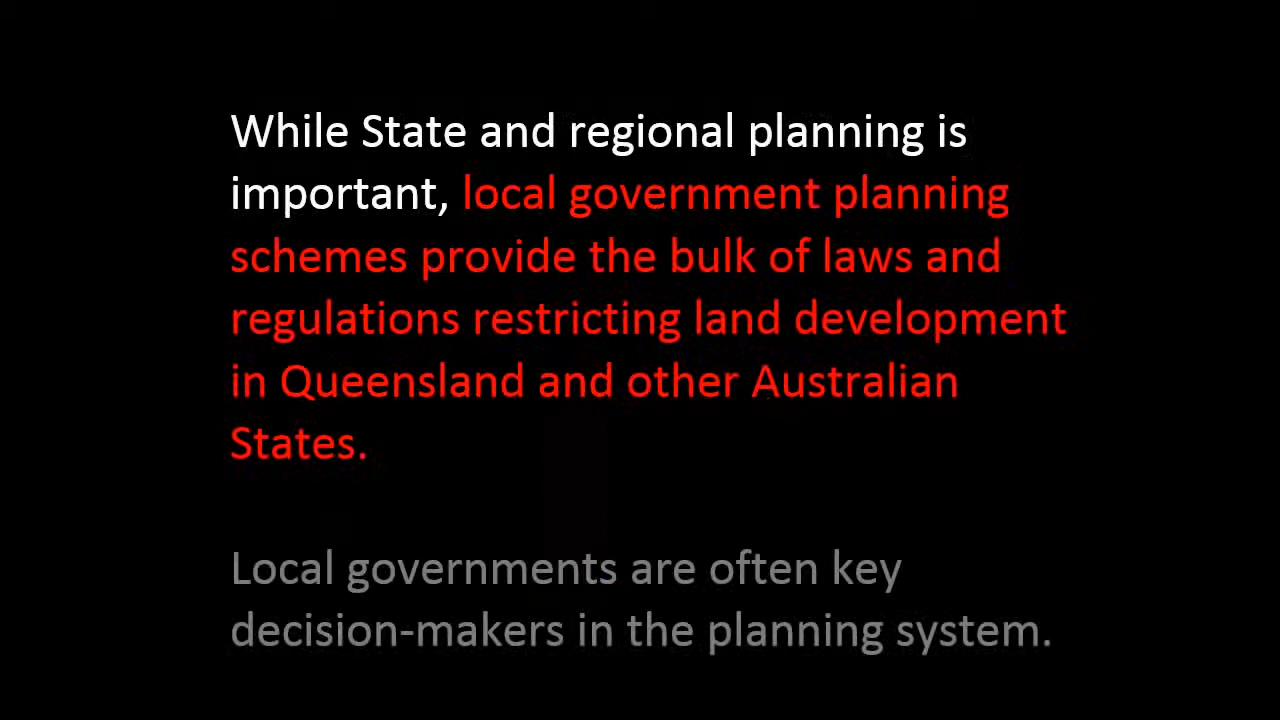 While State and regional planning is
important, local government planning
schemes provide the bulk of laws and
regulations restricting land development
in Queensland and other Australian
States.
Local governments are often key
decision-makers in the planning system.